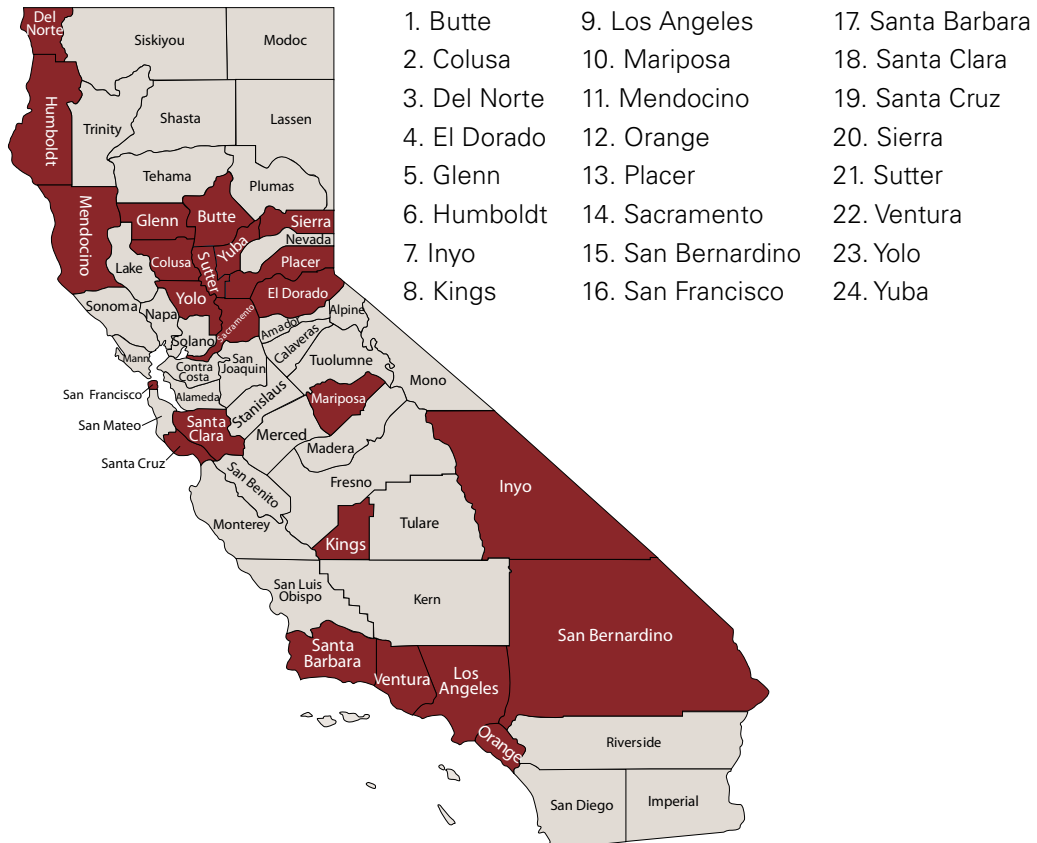 Del
Norte
Siskiyou
Modoc
Humboldt
Trinity
Shasta
Lassen
Tehama
Plumas
Mendocino
Glenn
Butte
Sierra
Yuba
Nevada
Lake
Colusa
Sutter
Placer
Yolo
El Dorado
Sonoma
Napa
Sacramento
Alpine
Amador
Solano
Calaveras
Mann
Contra
Costa
San
Joaquin
Tuolumne
Mono
San Francisco
Alameda
Stanislaus
Mariposa
San Mateo
Santa
Clara
Merced
Madera
Santa Cruz
San Benito
Fresno
Inyo
Monterey
Tulare
Kings
San Luis
Obispo
Kern
San Bernardino
Santa
Barbara
Ventura
Los
Angeles
Orange
Riverside
San Diego
Imperial
1. Butte
2. Colusa
3. Del Norte
4. El Dorado
5. Glenn
6. Humboldt
7. Inyo
8. Kings
9. Los Angeles
10. Mariposa
11. Mendocino
12. Orange
13. Placer
14. Sacramento
15. San Bernardino
16. San Francisco
17. Santa Barbara
18. Santa Clara
19. Santa Cruz
20. Sierra
21. Sutter
22. Ventura
23. Yolo
24. Yuba